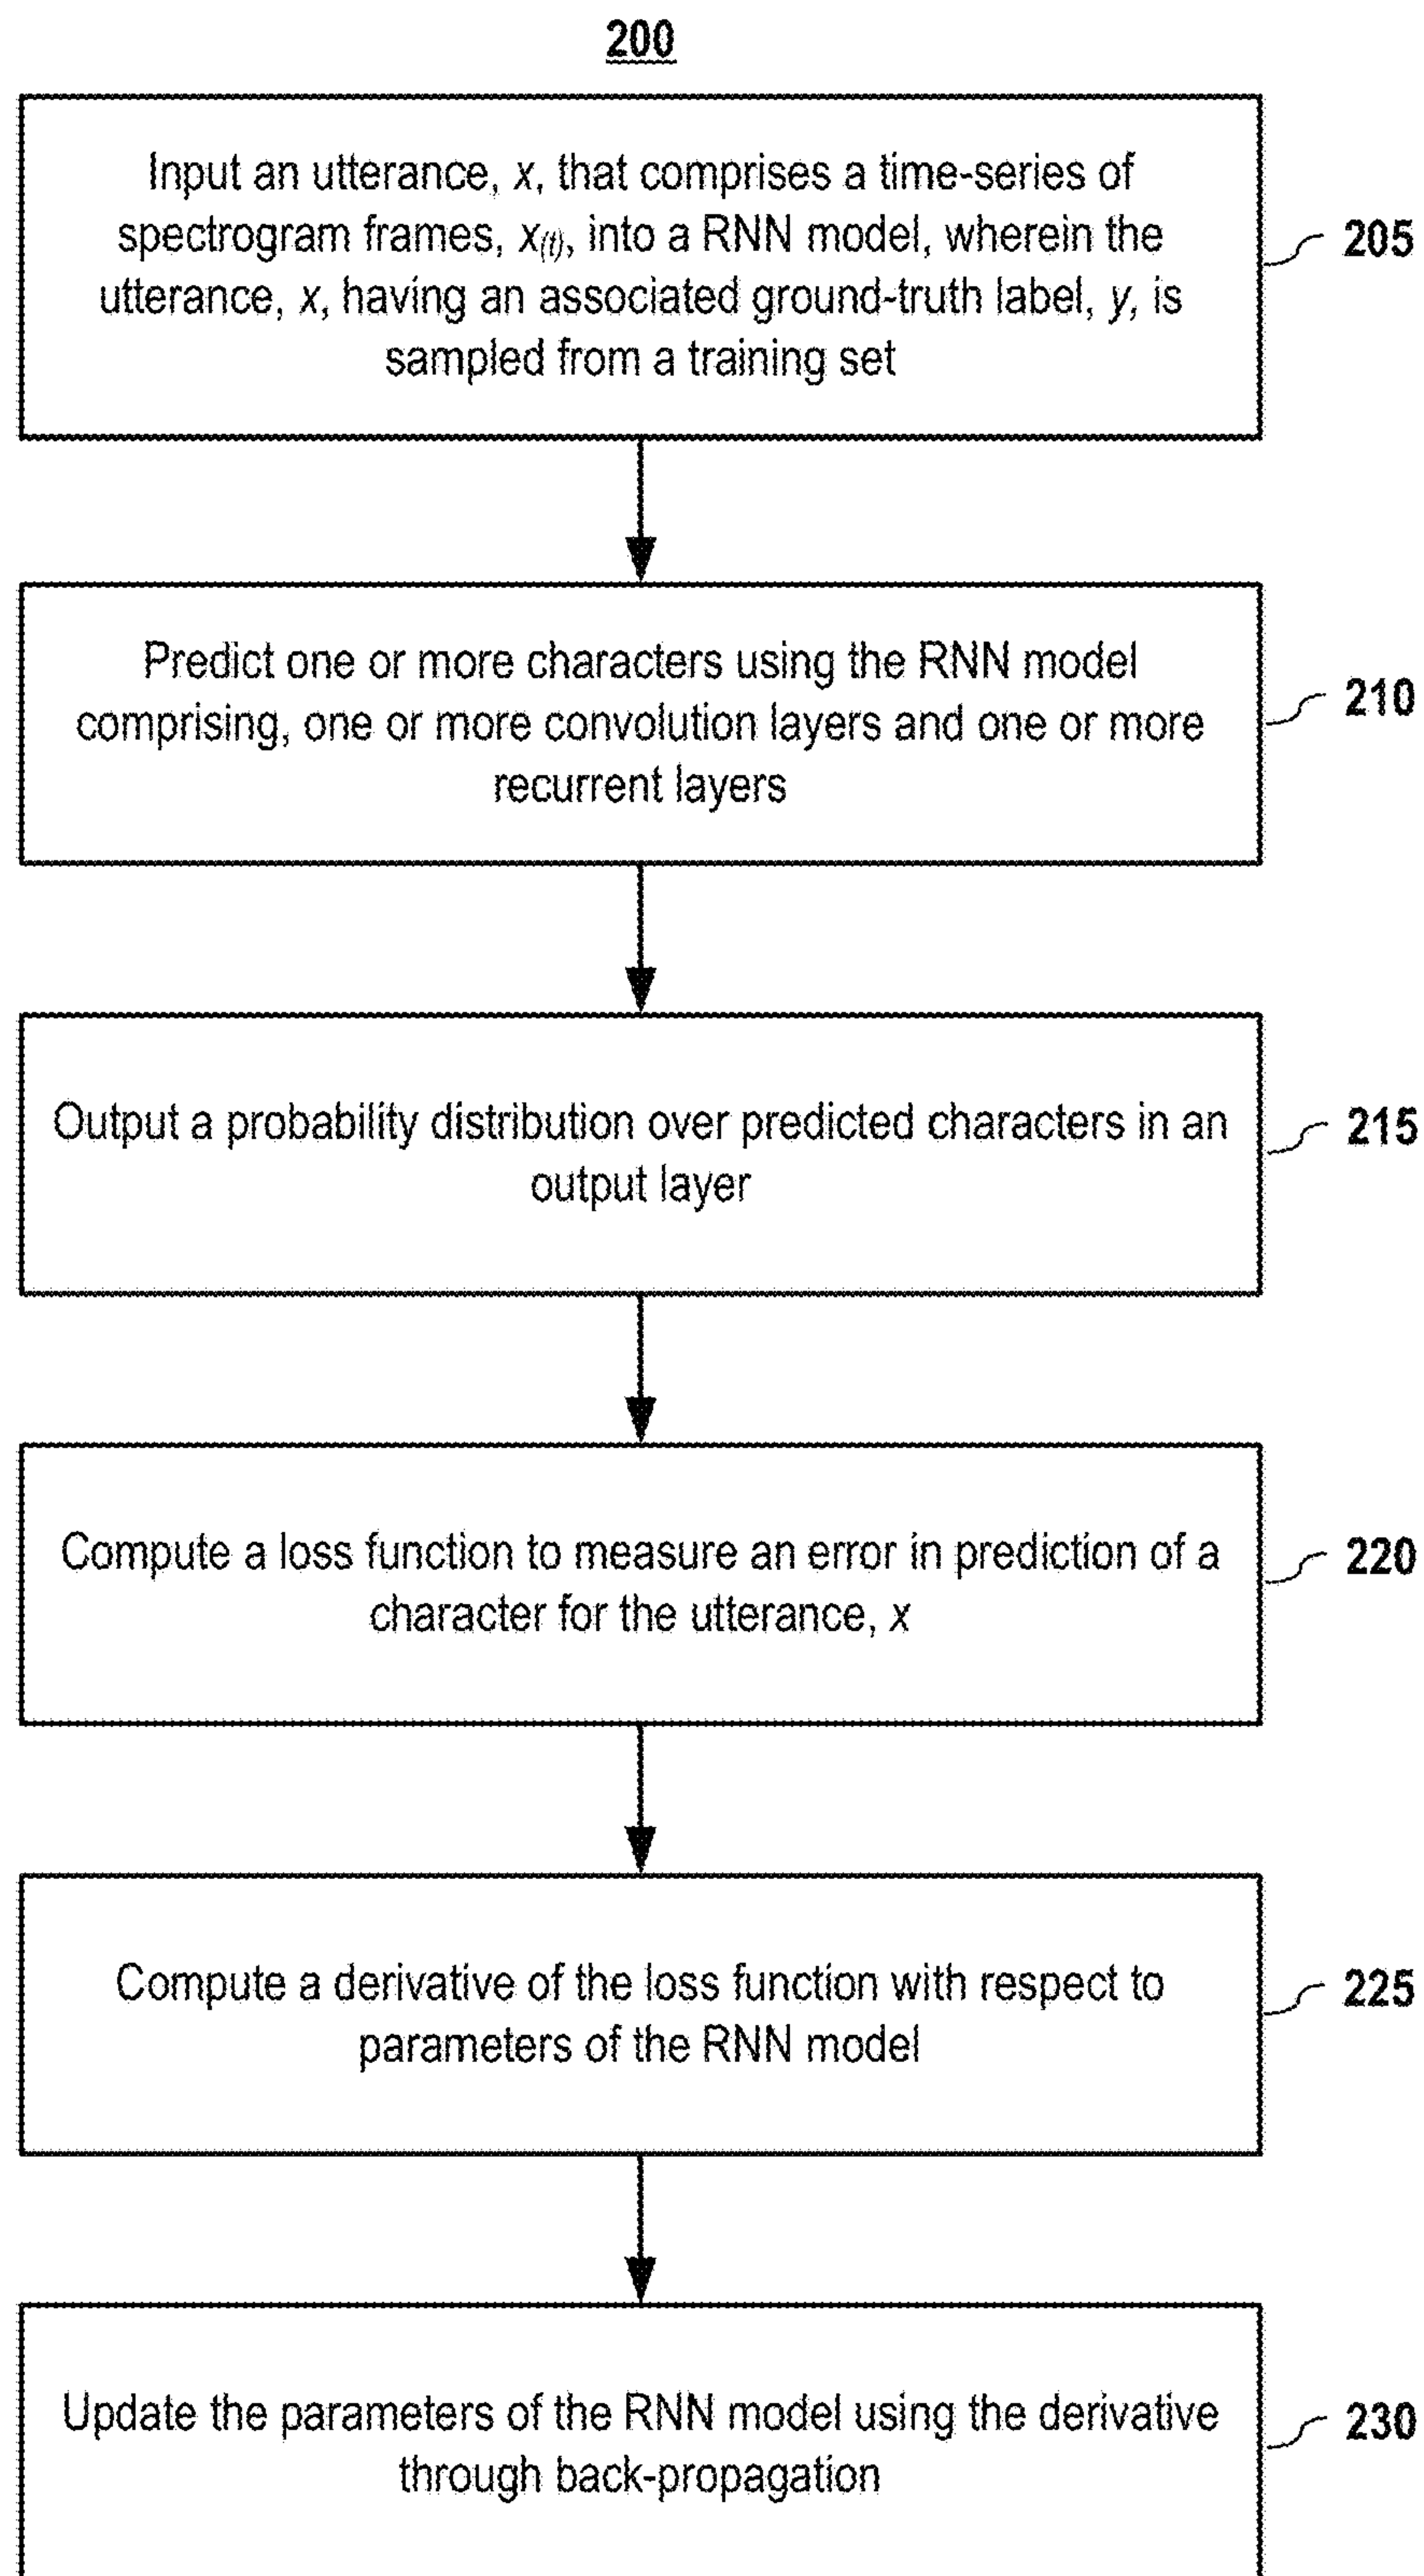 200
Input an utterance, x, that comprises a time-series of
spectrogram frames, x(t), into a RNN model, wherein the
utterance, x, having an associated ground-truth label, y, is
sampled from a training set
205
Predict one or more characters using the RNN model
comprising, one or more convolution layers and one or more
recurrent layers
210
Output a probability distribution over predicted characters in an
output layer
215
Compute a loss function to measure an error in prediction of a
character for the utterance, x
220
Compute a derivative of the loss function with respect to
parameters of the RNN model
225
Update the parameters of the RNN model using the derivative
through back-propagation
230